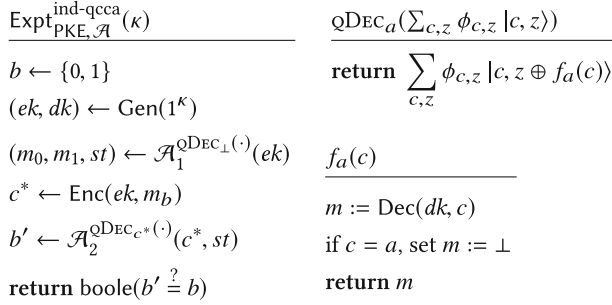 Expt^{ind-qcca}_{PKE, 𝒜}(κ)
b ← {0, 1}
(ek, dk) ← Gen(1^κ)
(m_0, m_1, st) ← 𝒜_1^{qDec_⊥(·)}(ek)
c* ← Enc(ek, m_b)
b′ ← 𝒜_2^{qDec_{c*}(·)}(c*, st)
return boole(b′ ≟ b)
qDec_a(∑_{c,z} ϕ_{c,z} |c, z⟩)
return ∑_{c,z} ϕ_{c,z} |c, z ⊕ f_a(c)⟩
f_a(c)
m := Dec(dk, c)
if c = a, set m := ⊥
return m